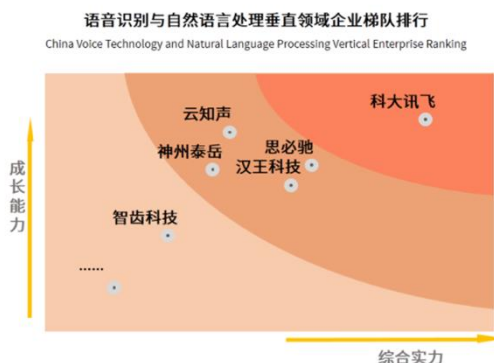 语音识别与自然语言处理垂直领域企业梯队排行
China Voice Technology and Natural Language Processing Vertical Enterprise Ranking
科大讯飞
云知声
思必驰
神州泰岳
汉王科技
智齿科技
......
成长能力
综合实力